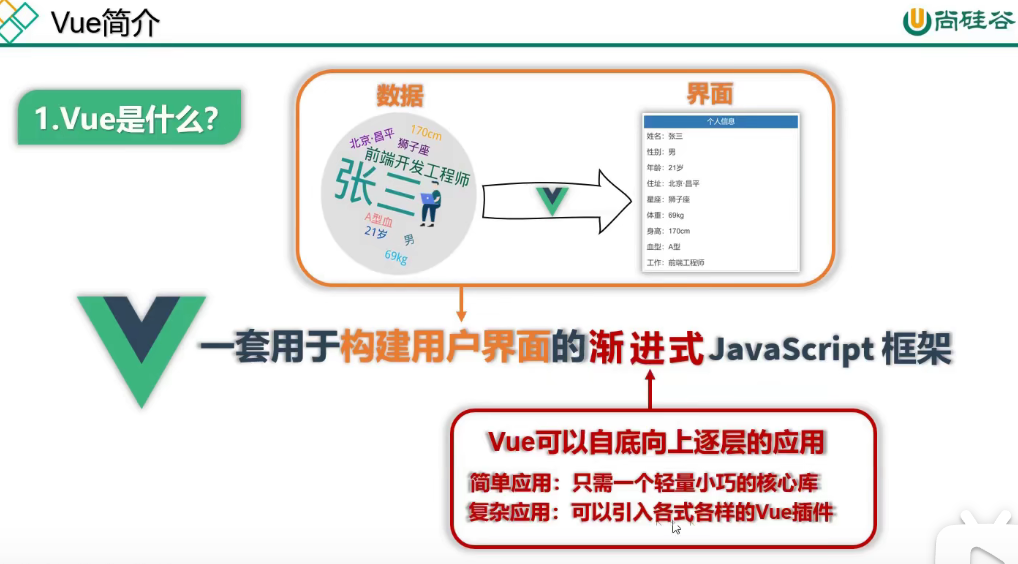 Vue简介
尚硅谷
1.Vue是什么?
数据
界面
北京·昌平
170cm
狮子座
前端开发工程师
张三
A型血
21岁
男
69kg
个人信息
姓名：张三
性别：男
年龄：21岁
住址：北京·昌平
星座：狮子座
体重：69kg
身高：170cm
血型：A型
工作：前端工程师
一套用于构建用户界面的渐进式JavaScript框架
Vue可以自底向上逐层的应用
简单应用：只需一个轻量小巧的核心库
复杂应用：可以引入各式各样的Vue插件